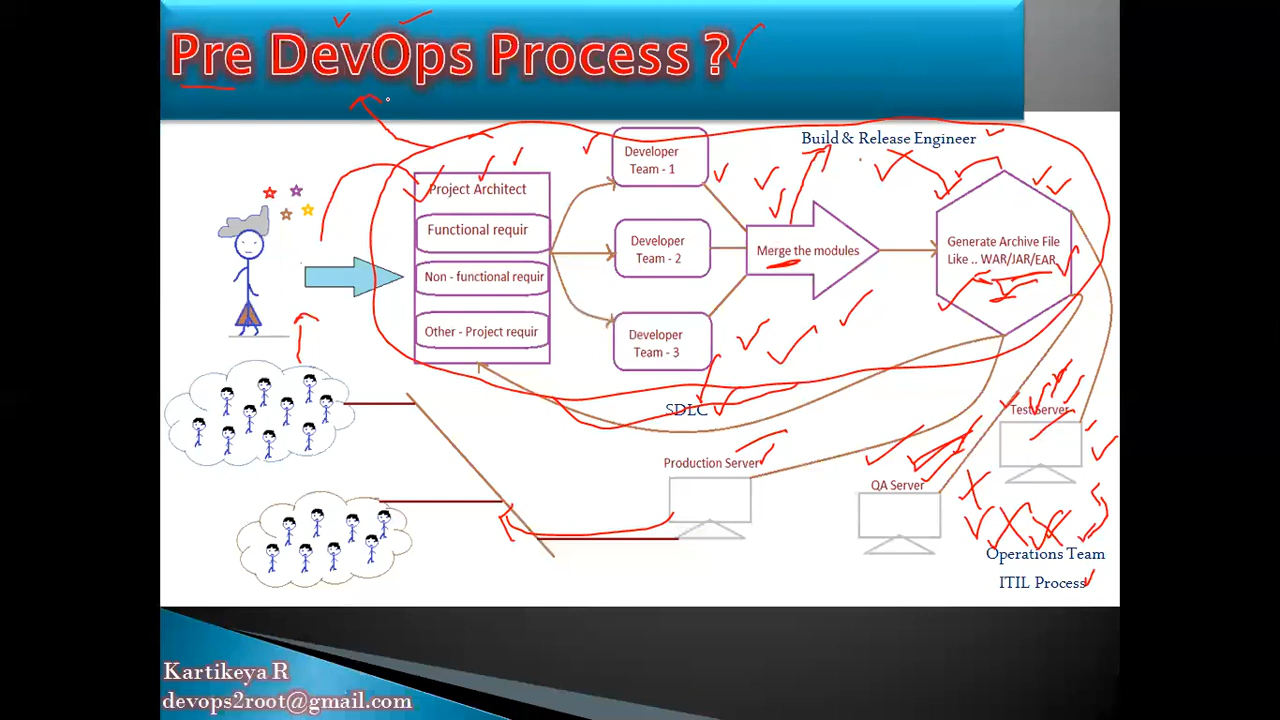 Pre DevOps Process ?
Build & Release Engineer
Project Architect
Functional requir
Non - functional requir
Other - Project requir
Developer
Team - 1
Developer
Team - 2
Developer
Team - 3
Merge the modules
Generate Archive File
Like .. WAR/JAR/EAR
SDLC
Test Server
Production Server
QA Server
Operations Team
ITIL Process
Kartikeya R
devops2root@gmail.com